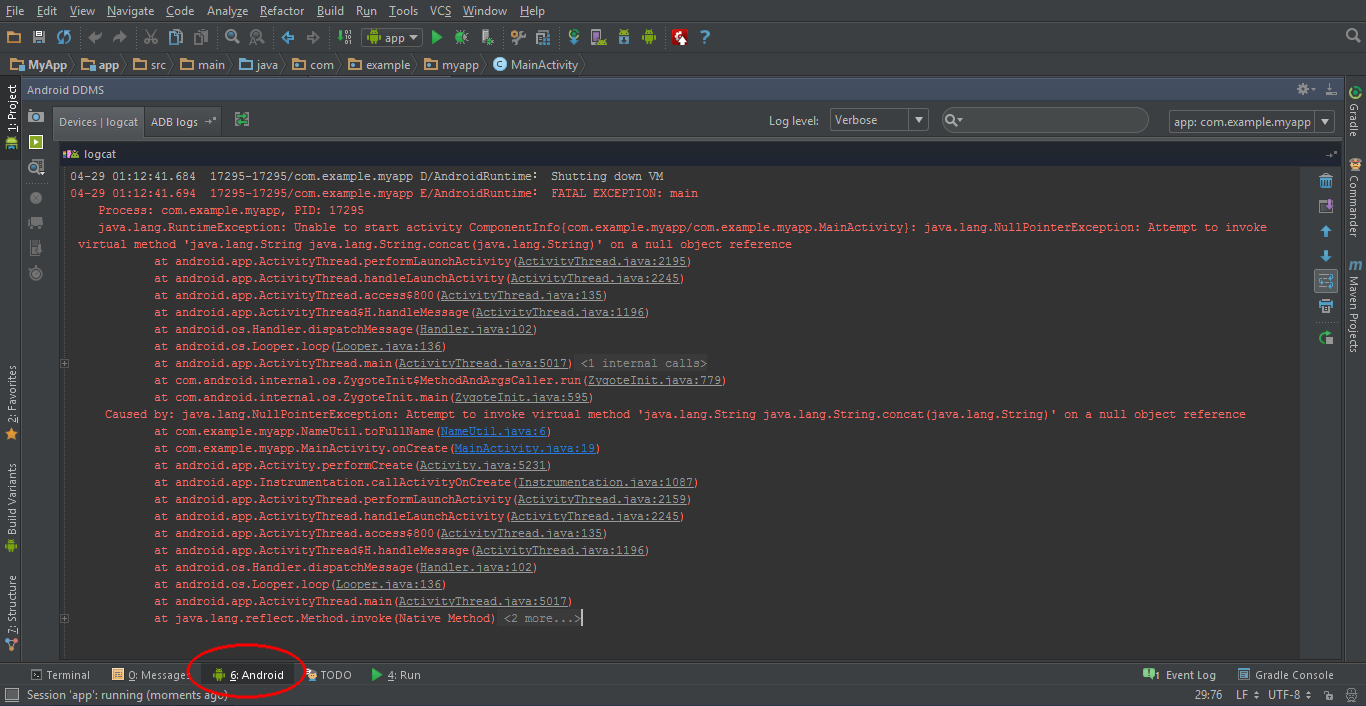 File Edit View Navigate Code Analyze Refactor Build Run Tools VCS Window Help
app
MyApp app src main java com example myapp MainActivity
Android DDMS
Devices | logcat ADB logs Log level: Verbose app: com.example.myapp
logcat
04-29 01:12:41.684 17295-17295/com.example.myapp D/AndroidRuntime: Shutting down VM
04-29 01:12:41.694 17295-17295/com.example.myapp E/AndroidRuntime: FATAL EXCEPTION: main
Process: com.example.myapp, PID: 17295
java.lang.RuntimeException: Unable to start activity ComponentInfo{com.example.myapp/com.example.myapp.MainActivity}: java.lang.NullPointerException: Attempt to invoke
virtual method 'java.lang.String java.lang.String.concat(java.lang.String)' on a null object reference
at android.app.ActivityThread.performLaunchActivity(ActivityThread.java:2195)
at android.app.ActivityThread.handleLaunchActivity(ActivityThread.java:2245)
at android.app.ActivityThread.access$800(ActivityThread.java:135)
at android.app.ActivityThread$H.handleMessage(ActivityThread.java:1196)
at android.os.Handler.dispatchMessage(Handler.java:102)
at android.os.Looper.loop(Looper.java:136)
at android.app.ActivityThread.main(ActivityThread.java:5017) <1 internal calls>
at com.android.internal.os.ZygoteInit$MethodAndArgsCaller.run(ZygoteInit.java:779)
at com.android.internal.os.ZygoteInit.main(ZygoteInit.java:595)
Caused by: java.lang.NullPointerException: Attempt to invoke virtual method 'java.lang.String java.lang.String.concat(java.lang.String)' on a null object reference
at com.example.myapp.NameUtil.toFullName(NameUtil.java:6)
at com.example.myapp.MainActivity.onCreate(MainActivity.java:19)
at android.app.Activity.performCreate(Activity.java:5231)
at android.app.Instrumentation.callActivityOnCreate(Instrumentation.java:1087)
at android.app.ActivityThread.performLaunchActivity(ActivityThread.java:2159)
at android.app.ActivityThread.handleLaunchActivity(ActivityThread.java:2245)
at android.app.ActivityThread.access$800(ActivityThread.java:135)
at android.app.ActivityThread$H.handleMessage(ActivityThread.java:1196)
at android.os.Handler.dispatchMessage(Handler.java:102)
at android.os.Looper.loop(Looper.java:136)
at android.app.ActivityThread.main(ActivityThread.java:5017)
at java.lang.reflect.Method.invoke(Native Method) <2 more...>
1: Project
2: Favorites
Build Variants
7: Structure
Gradle
Commander
Maven Projects
Terminal 0: Messages 6: Android TODO 4: Run 1 Event Log Gradle Console
Session 'app': running (moments ago) 29:76 LF UTF-8